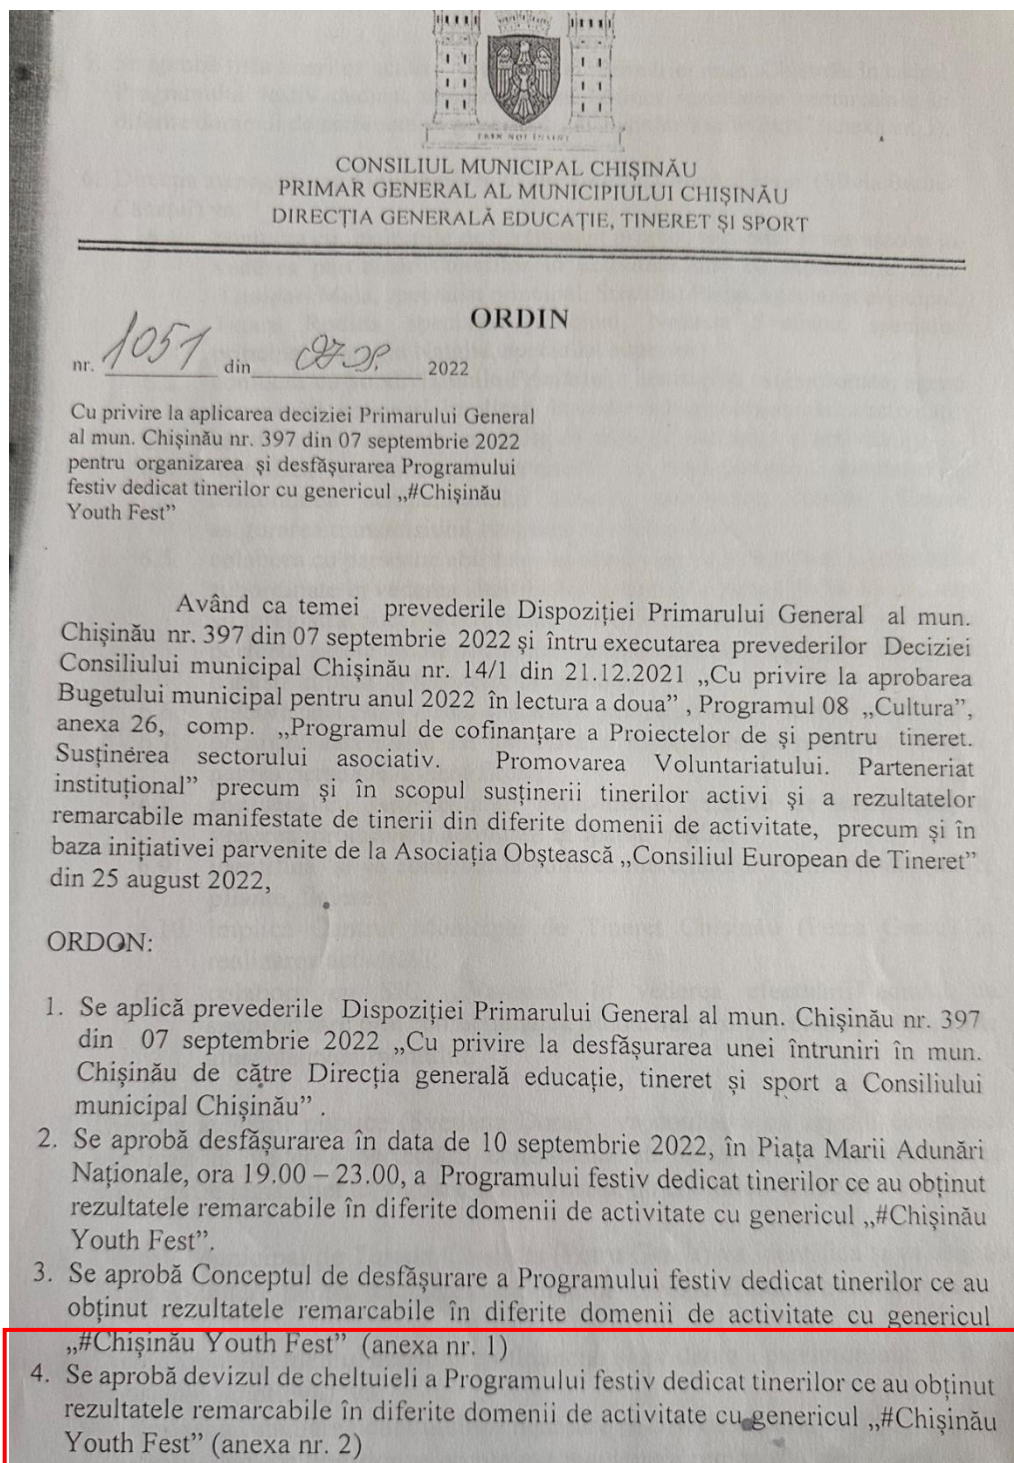 CONSILIUL MUNICIPAL CHIȘINĂU
PRIMAR GENERAL AL MUNICIPIULUI CHIȘINĂU
DIRECȚIA GENERALĂ EDUCAȚIE, TINERET ȘI SPORT
ORDIN
nr. 1051 din 07.09. 2022
Cu privire la aplicarea deciziei Primarului General
al mun. Chișinău nr. 397 din 07 septembrie 2022
pentru organizarea și desfășurarea Programului
festiv dedicat tinerilor cu genericul „#Chișinău
Youth Fest”
Având ca temei prevederile Dispoziției Primarului General al mun.
Chișinău nr. 397 din 07 septembrie 2022 și întru executarea prevederilor Deciziei
Consiliului municipal Chișinău nr. 14/1 din 21.12.2021 „Cu privire la aprobarea
Bugetului municipal pentru anul 2022 în lectura a doua” , Programul 08 „Cultura”,
anexa 26, comp. „Programul de cofinanțare a Proiectelor de și pentru tineret.
Susținerea sectorului asociativ. Promovarea Voluntariatului. Parteneriat
instituțional” precum și în scopul susținerii tinerilor activi și a rezultatelor
remarcabile manifestate de tinerii din diferite domenii de activitate, precum și în
baza inițiativei parvenite de la Asociația Obștească „Consiliul European de Tineret”
din 25 august 2022,
ORDON:
1. Se aplică prevederile Dispoziției Primarului General al mun. Chișinău nr. 397
din 07 septembrie 2022 „Cu privire la desfășurarea unei întruniri în mun.
Chișinău de către Direcția generală educație, tineret și sport a Consiliului
municipal Chișinău” .
2. Se aprobă desfășurarea în data de 10 septembrie 2022, în Piața Marii Adunări
Naționale, ora 19.00 – 23.00, a Programului festiv dedicat tinerilor ce au obținut
rezultatele remarcabile în diferite domenii de activitate cu genericul „#Chișinău
Youth Fest”.
3. Se aprobă Conceptul de desfășurare a Programului festiv dedicat tinerilor ce au
obținut rezultatele remarcabile în diferite domenii de activitate cu genericul
„#Chișinău Youth Fest” (anexa nr. 1)
4. Se aprobă devizul de cheltuieli a Programului festiv dedicat tinerilor ce au obținut
rezultatele remarcabile în diferite domenii de activitate cu genericul „#Chișinău
Youth Fest” (anexa nr. 2)